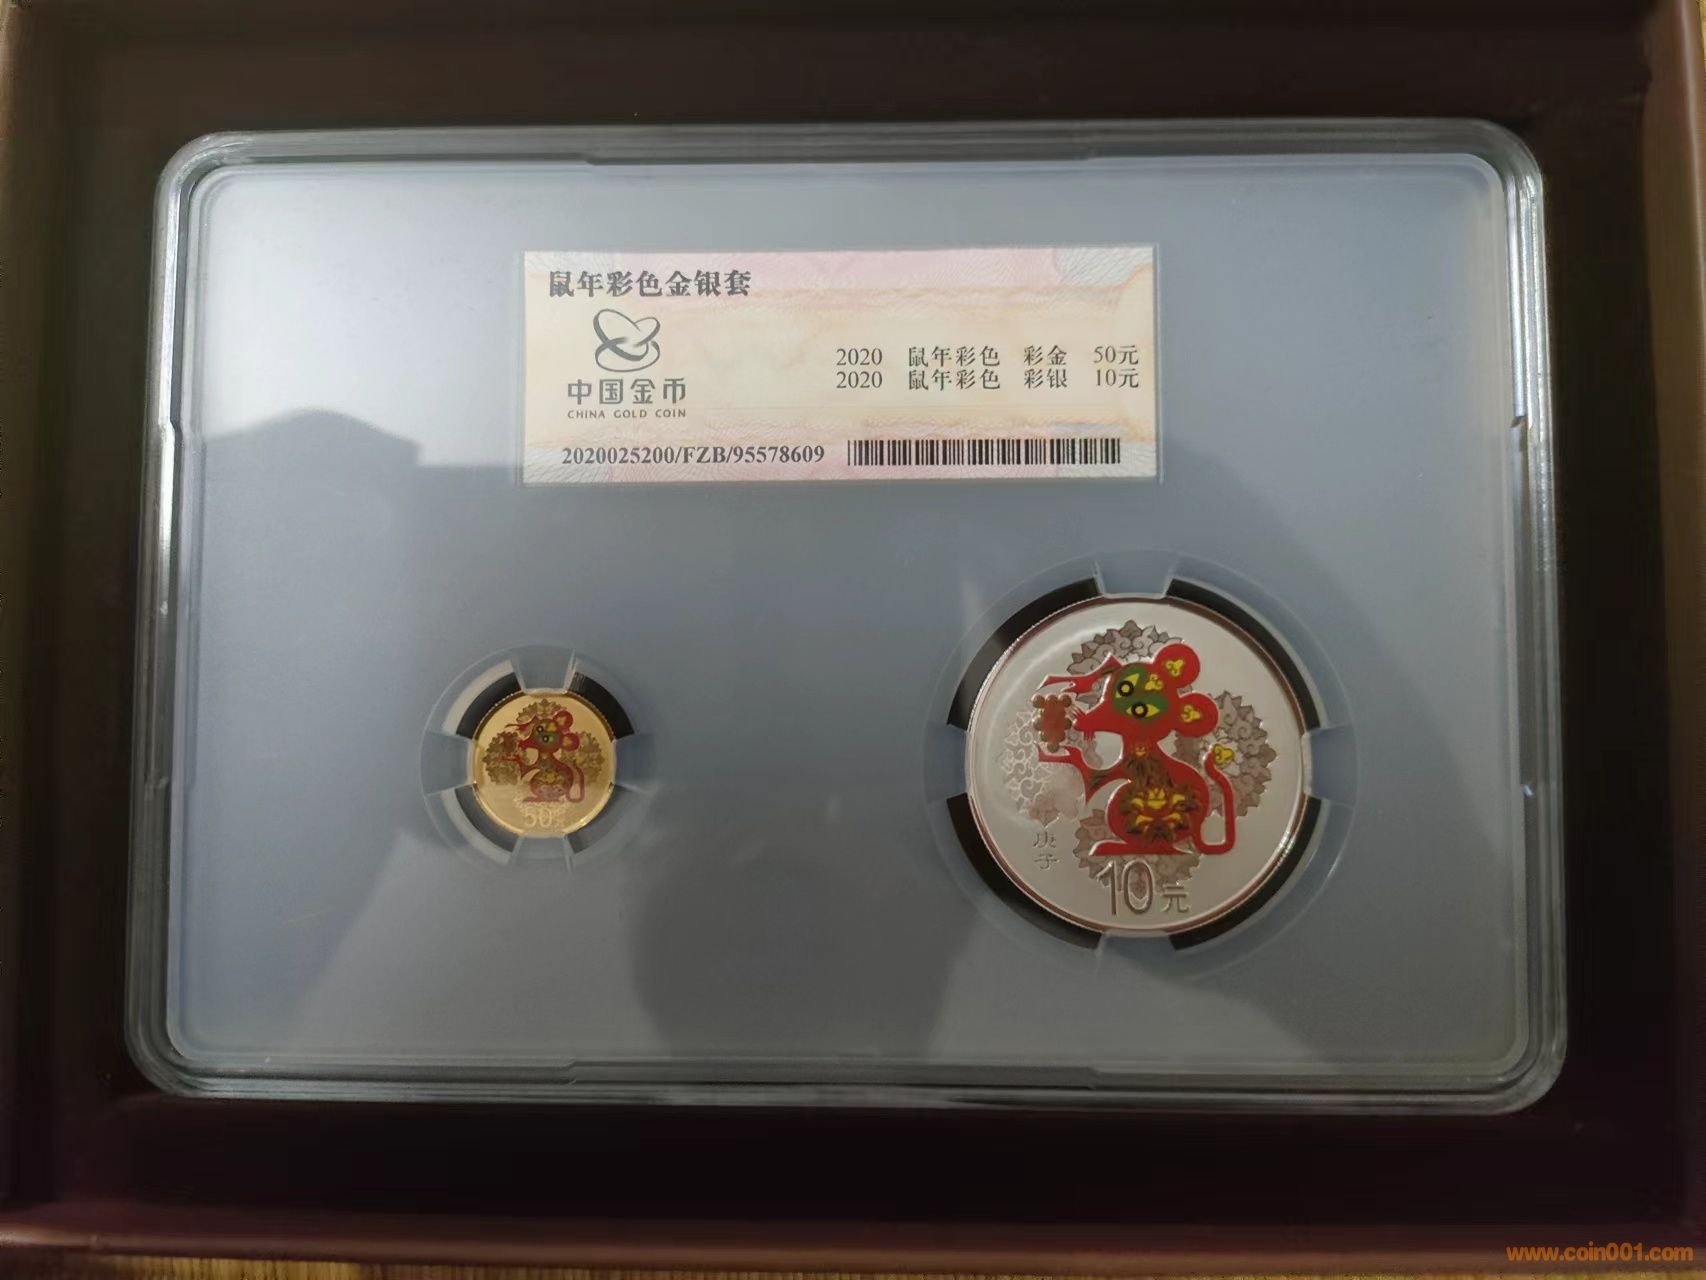 鼠年彩色金银套
中国金币
CHINA GOLD COIN
2020 鼠年彩色 彩金 50元
2020 鼠年彩色 彩银 10元
2020025200/FZB/95578609
50元
庚子
10元
www.coin001.com